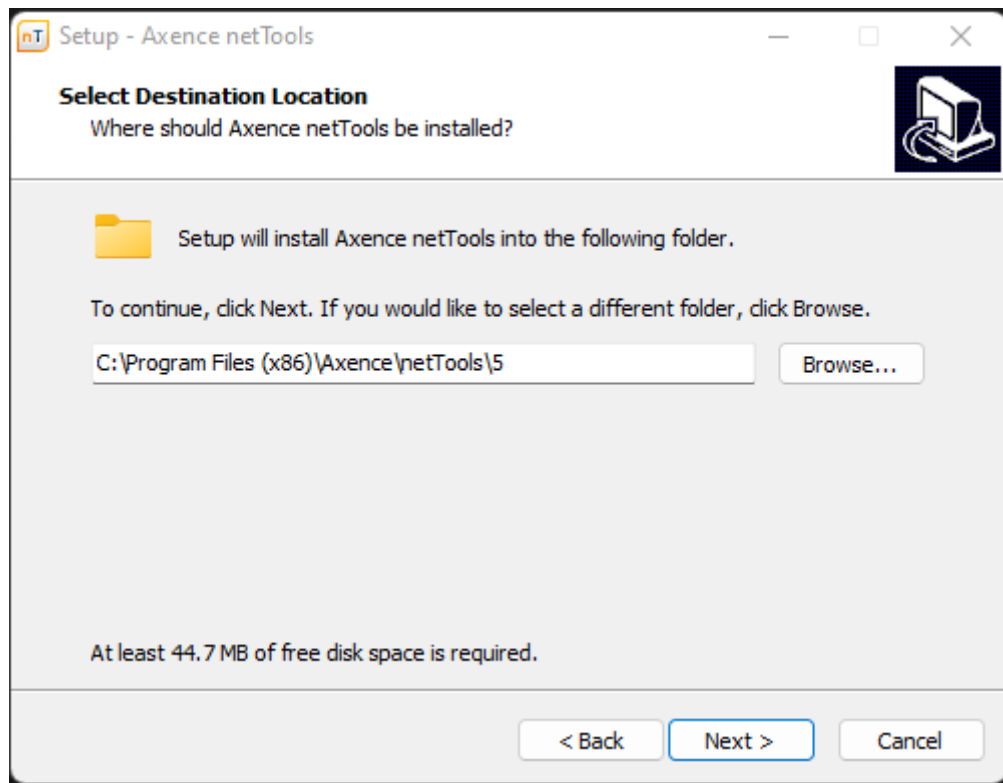 nT Setup - Axence netTools
Select Destination Location
Where should Axence netTools be installed?
Setup will install Axence netTools into the following folder.
To continue, click Next. If you would like to select a different folder, click Browse.
C:\Program Files (x86)\Axence\netTools\5 Browse...
At least 44.7 MB of free disk space is required.
< Back Next > Cancel